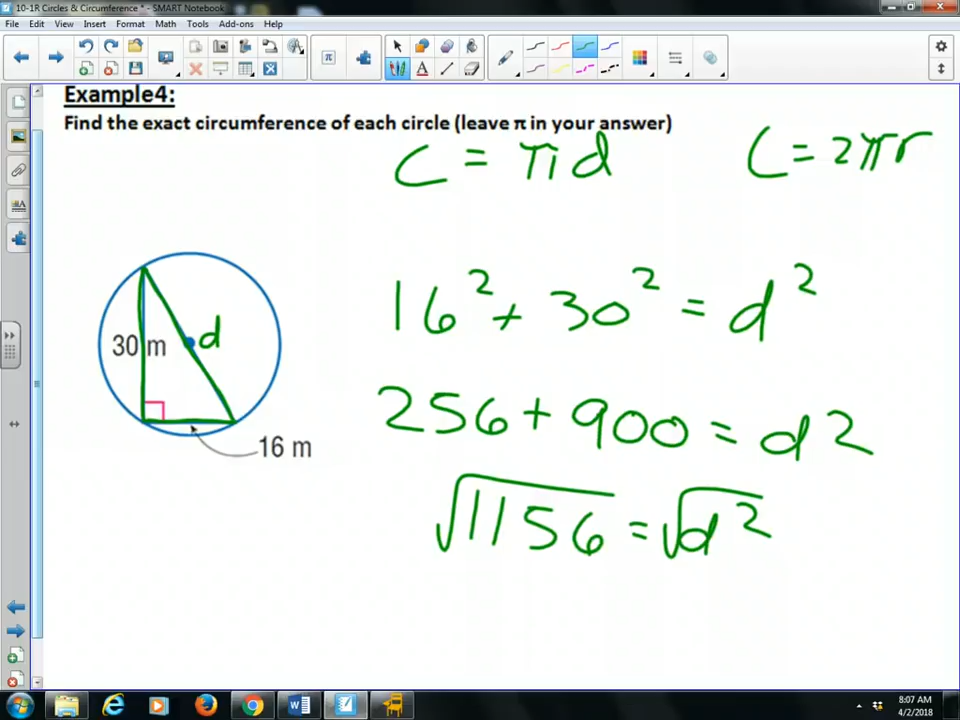 10-1R Circles & Circumference * - SMART Notebook
File Edit View Insert Format Math Tools Add-ons Help
Example4:
Find the exact circumference of each circle (leave π in your answer)
C = πd
C = 2πr
16² + 30² = d²
30 m
d
256 + 900 = d2
16 m
√1156 = √d²
8:07 AM
4/2/2018